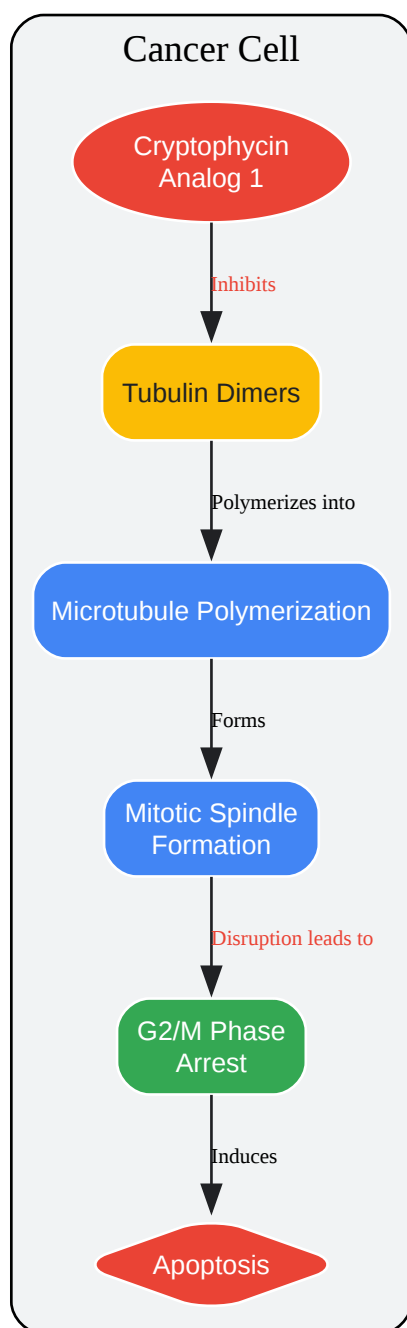 Cancer Cell
Cryptophycin
Analog 1
Inhibits
Tubulin Dimers
Polymerizes into
Microtubule Polymerization
Forms
Mitotic Spindle
Formation
Disruption leads to
G2/M Phase
Arrest
Induces
Apoptosis